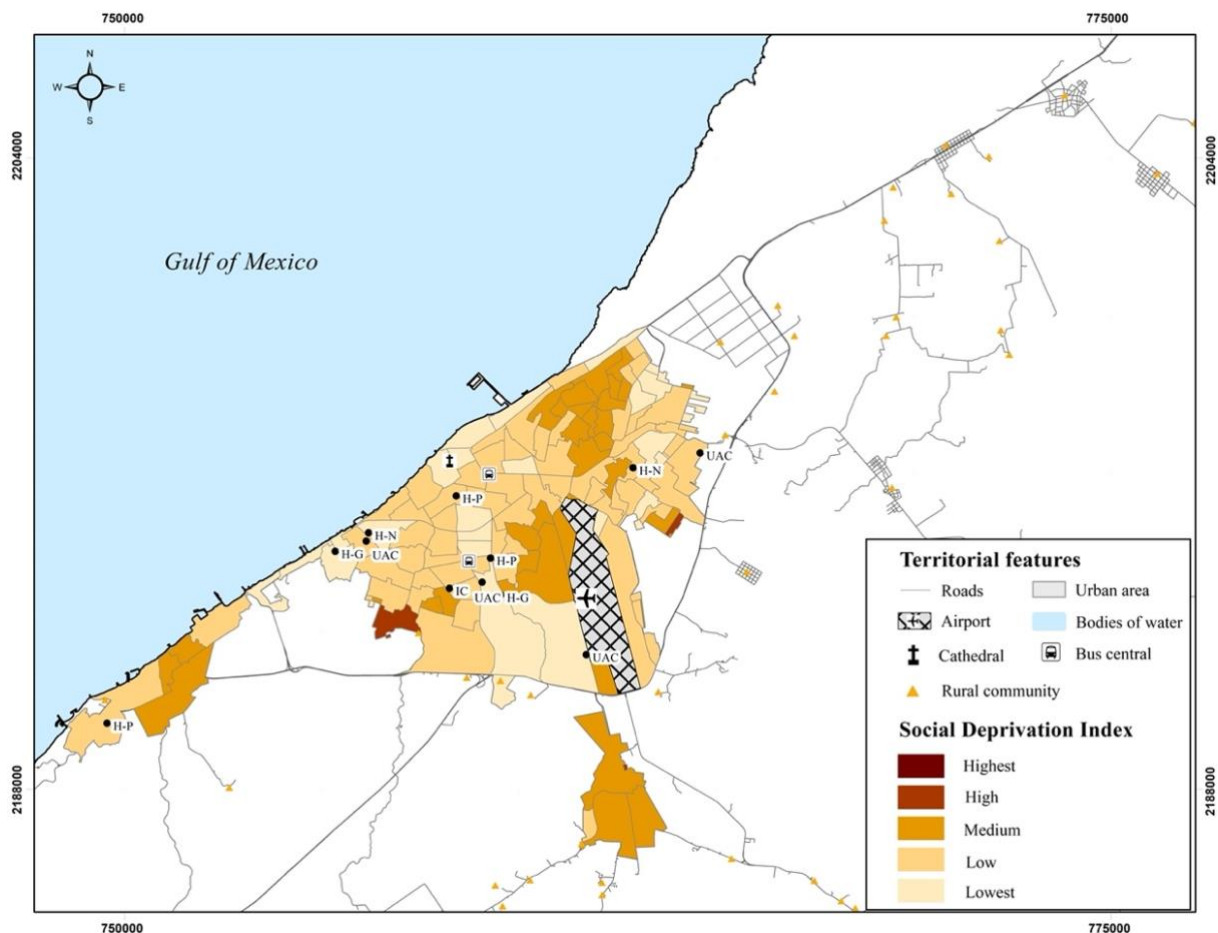 750000
775000
N
W E
S
2204000
2204000
Gulf of Mexico
UAC
H-N
H-P
H-N
UAC
H-G
H-P
IC
UAC
H-G
UAC
H-P
Territorial features
Roads
Urban area
Airport
Bodies of water
Cathedral
Bus central
Rural community
Social Deprivation Index
Highest
High
Medium
Low
Lowest
2188000
2188000
750000
775000